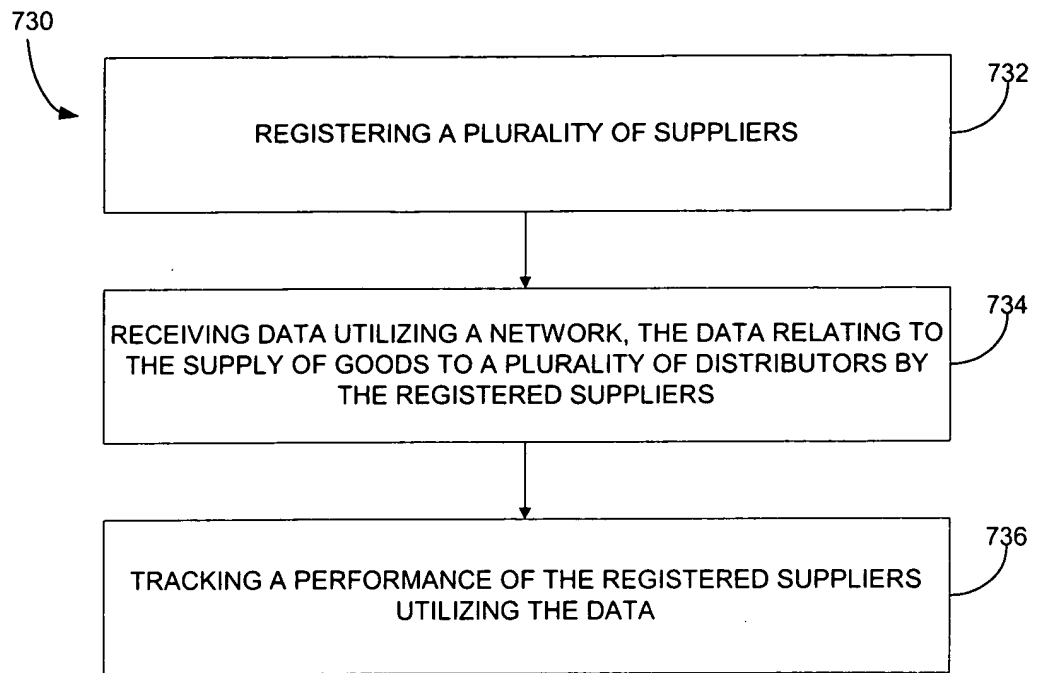 730
732
REGISTERING A PLURALITY OF SUPPLIERS
734
RECEIVING DATA UTILIZING A NETWORK, THE DATA RELATING TO
THE SUPPLY OF GOODS TO A PLURALITY OF DISTRIBUTORS BY
THE REGISTERED SUPPLIERS
736
TRACKING A PERFORMANCE OF THE REGISTERED SUPPLIERS
UTILIZING THE DATA